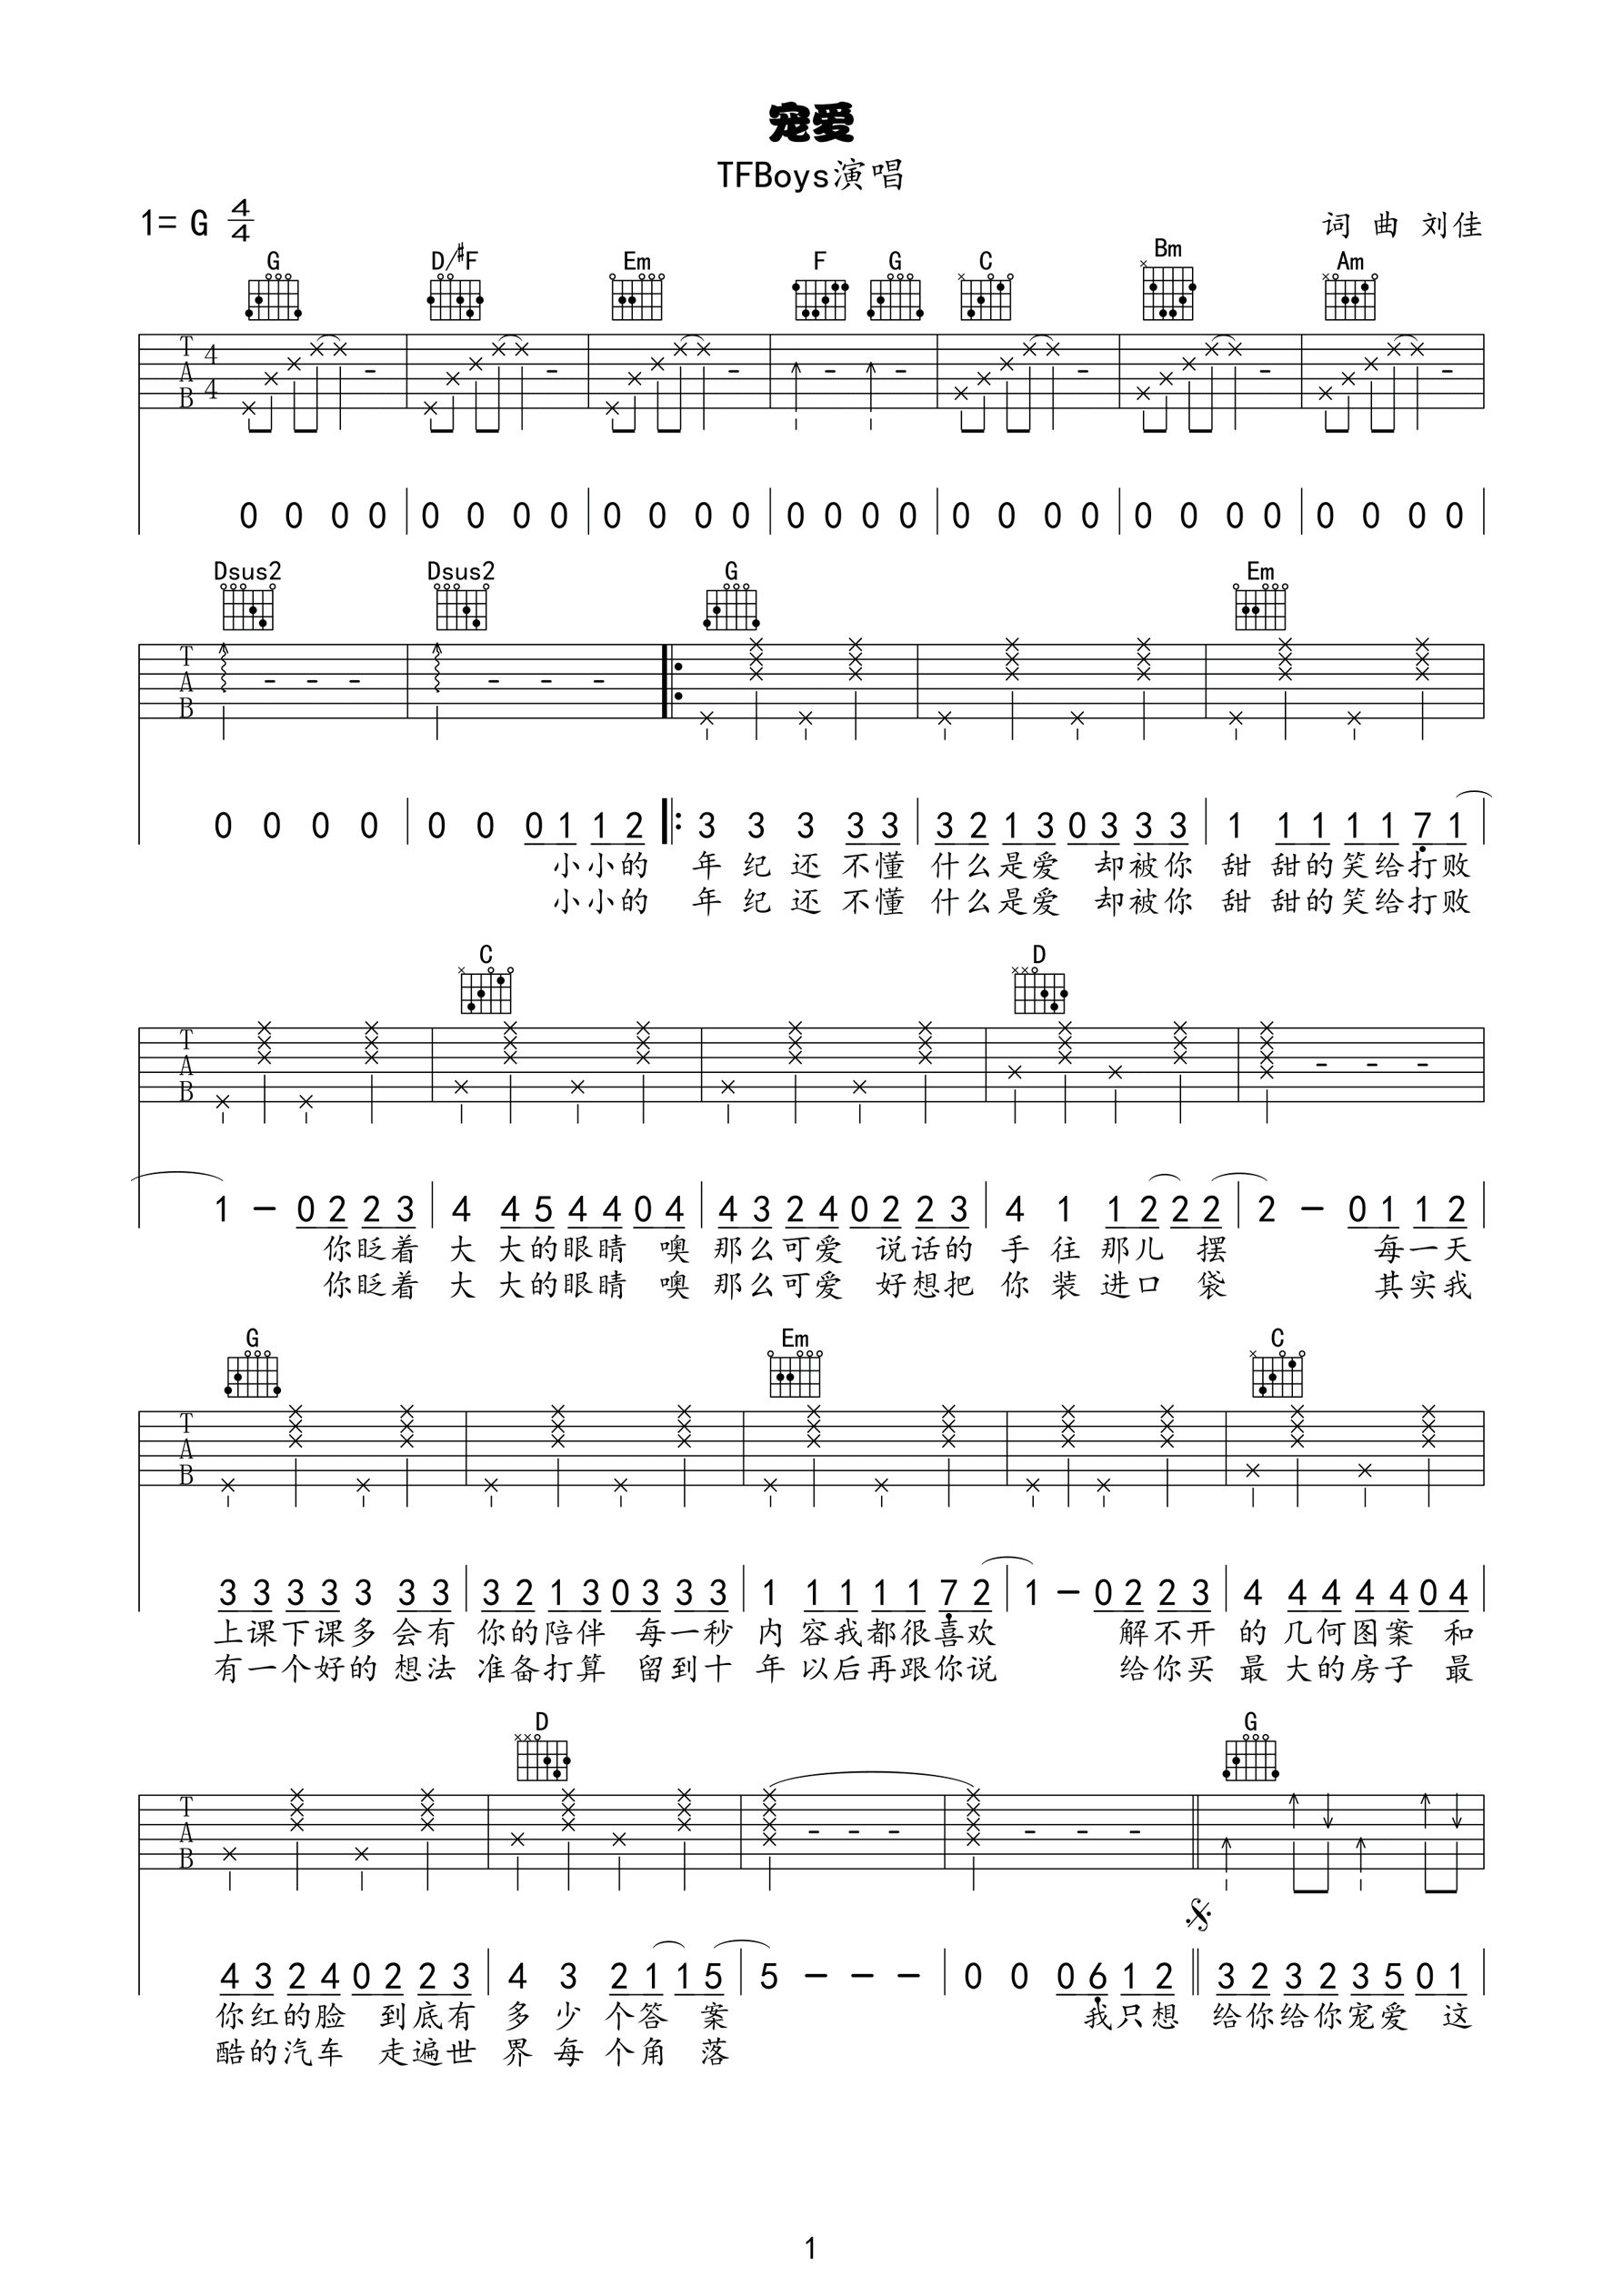 宠爱
TFBoys演唱
1= G 4/4
词 曲 刘佳
G D/#F Em F G C Bm Am
T A B 4/4
0 0 0 0 0 0 0 0 0 0 0 0 0 0 0 0 0 0 0 0 0 0 0 0 0 0 0 0
Dsus2 Dsus2 G Em
T A B
0 0 0 0 0 0 0 1 1 2 3 3 3 3 3 3 2 1 3 0 3 3 3 1 1 1 1 1 7 1
小小的 年 纪 还 不懂 什么是爱 却被你 甜 甜的笑给打败
小小的 年 纪 还 不懂 什么是爱 却被你 甜 甜的笑给打败
C D
T A B
1 - 0 2 2 3 4 4 5 4 4 0 4 4 3 2 4 0 2 2 3 4 1 1 2 2 2 2 - 0 1 1 2
你眨着 大 大的眼睛 噢 那么可爱 说话的 手 往 那儿 摆 每一天
你眨着 大 大的眼睛 噢 那么可爱 好想把 你 装 进口 袋 其实我
G Em C
T A B
3 3 3 3 3 3 3 3 2 1 3 0 3 3 3 1 1 1 1 1 7 2 1 - 0 2 2 3 4 4 4 4 4 0 4
上课下课多 会有 你的陪伴 每一秒 内 容我都很喜欢 解不开 的 几何图案 和
有一个好的 想法 准备打算 留到十 年 以后再跟你说 给你买 最 大的房子 最
D G
T A B
4 3 2 4 0 2 2 3 4 3 2 1 1 5 5 - - - 0 0 0 6 1 2 3 2 3 2 3 5 0 1
你红的脸 到底有 多 少 个答 案 我只想 给你给你宠爱 这
酷的汽车 走遍世 界 每 个角 落
1